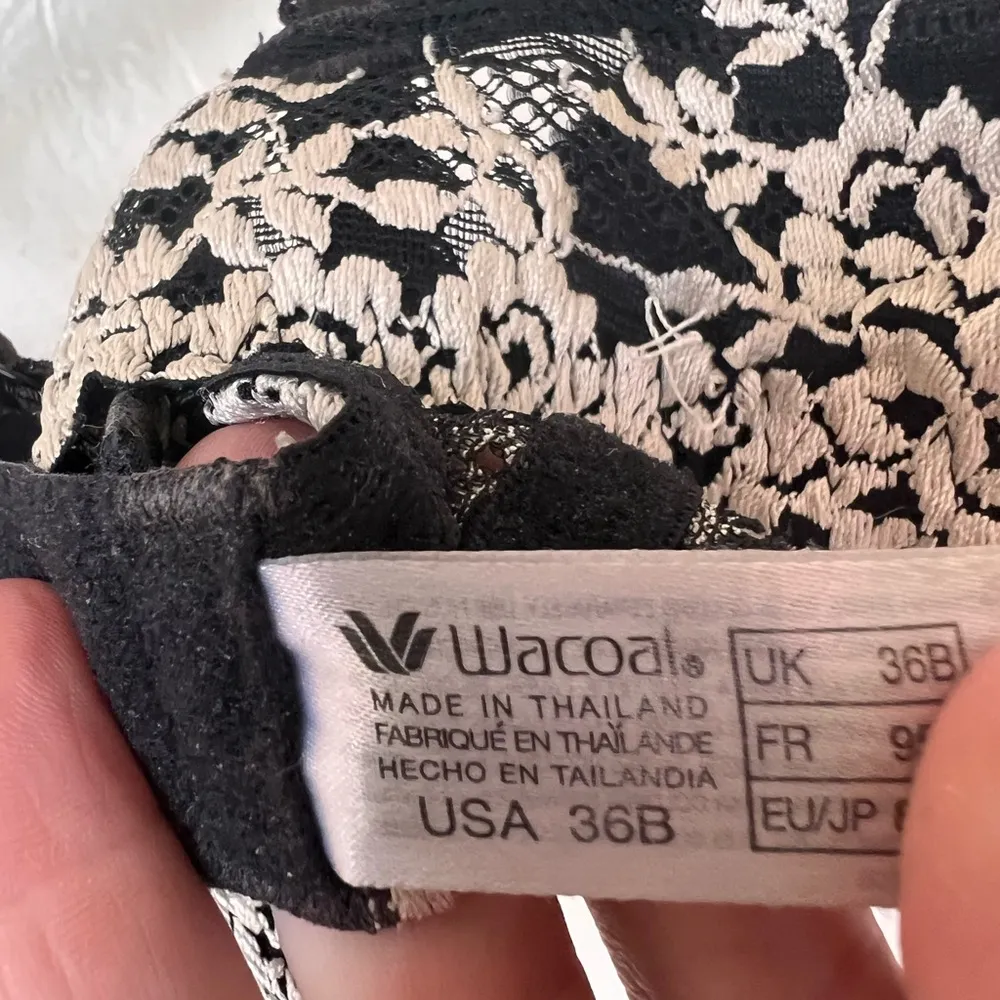 Wacoal®
MADE IN THAILAND
FABRIQUÉ EN THAÏLANDE
HECHO EN TAILANDIA
USA 36B
UK 36B
FR
EU/JP